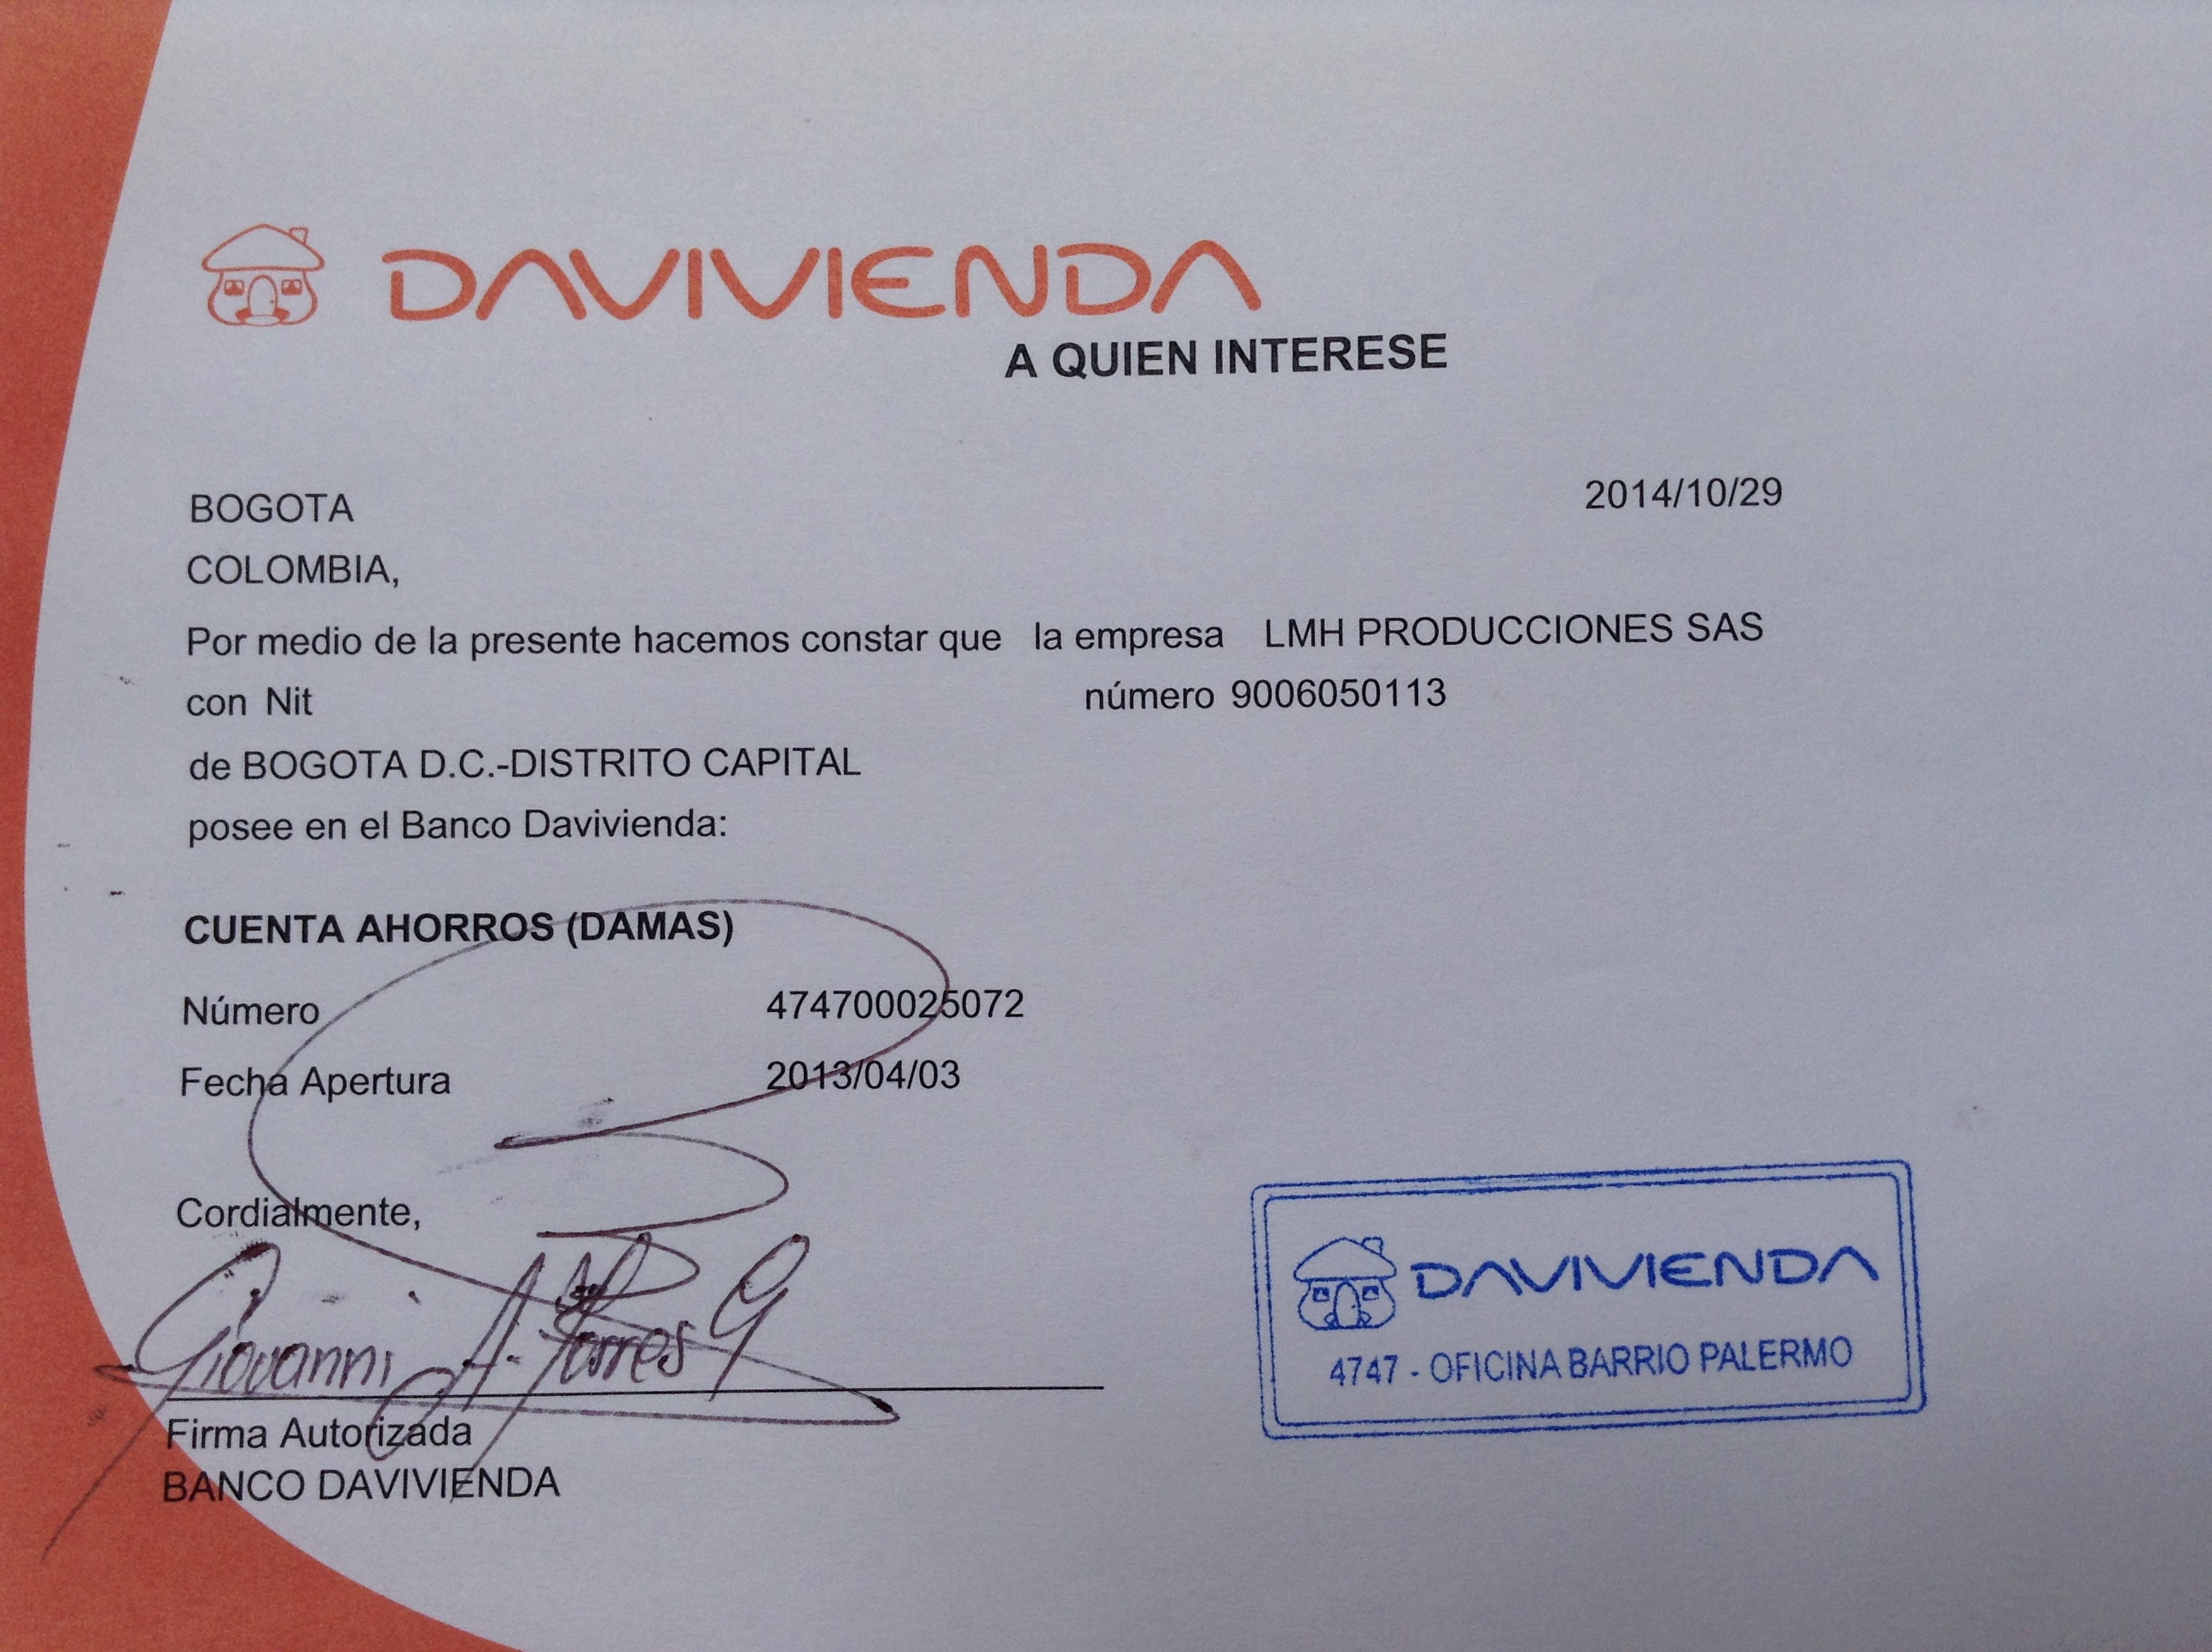 DAVIVIENDA
A QUIEN INTERESE
BOGOTA 2014/10/29
COLOMBIA,
Por medio de la presente hacemos constar que la empresa LMH PRODUCCIONES SAS
con Nit número 9006050113
de BOGOTA D.C.-DISTRITO CAPITAL
posee en el Banco Davivienda:
CUENTA AHORROS (DAMAS)
Número 474700025072
Fecha Apertura 2013/04/03
Cordialmente,
Giovanni A. Torres G
Firma Autorizada
BANCO DAVIVIENDA
DAVIVIENDA
4747 - OFICINA BARRIO PALERMO